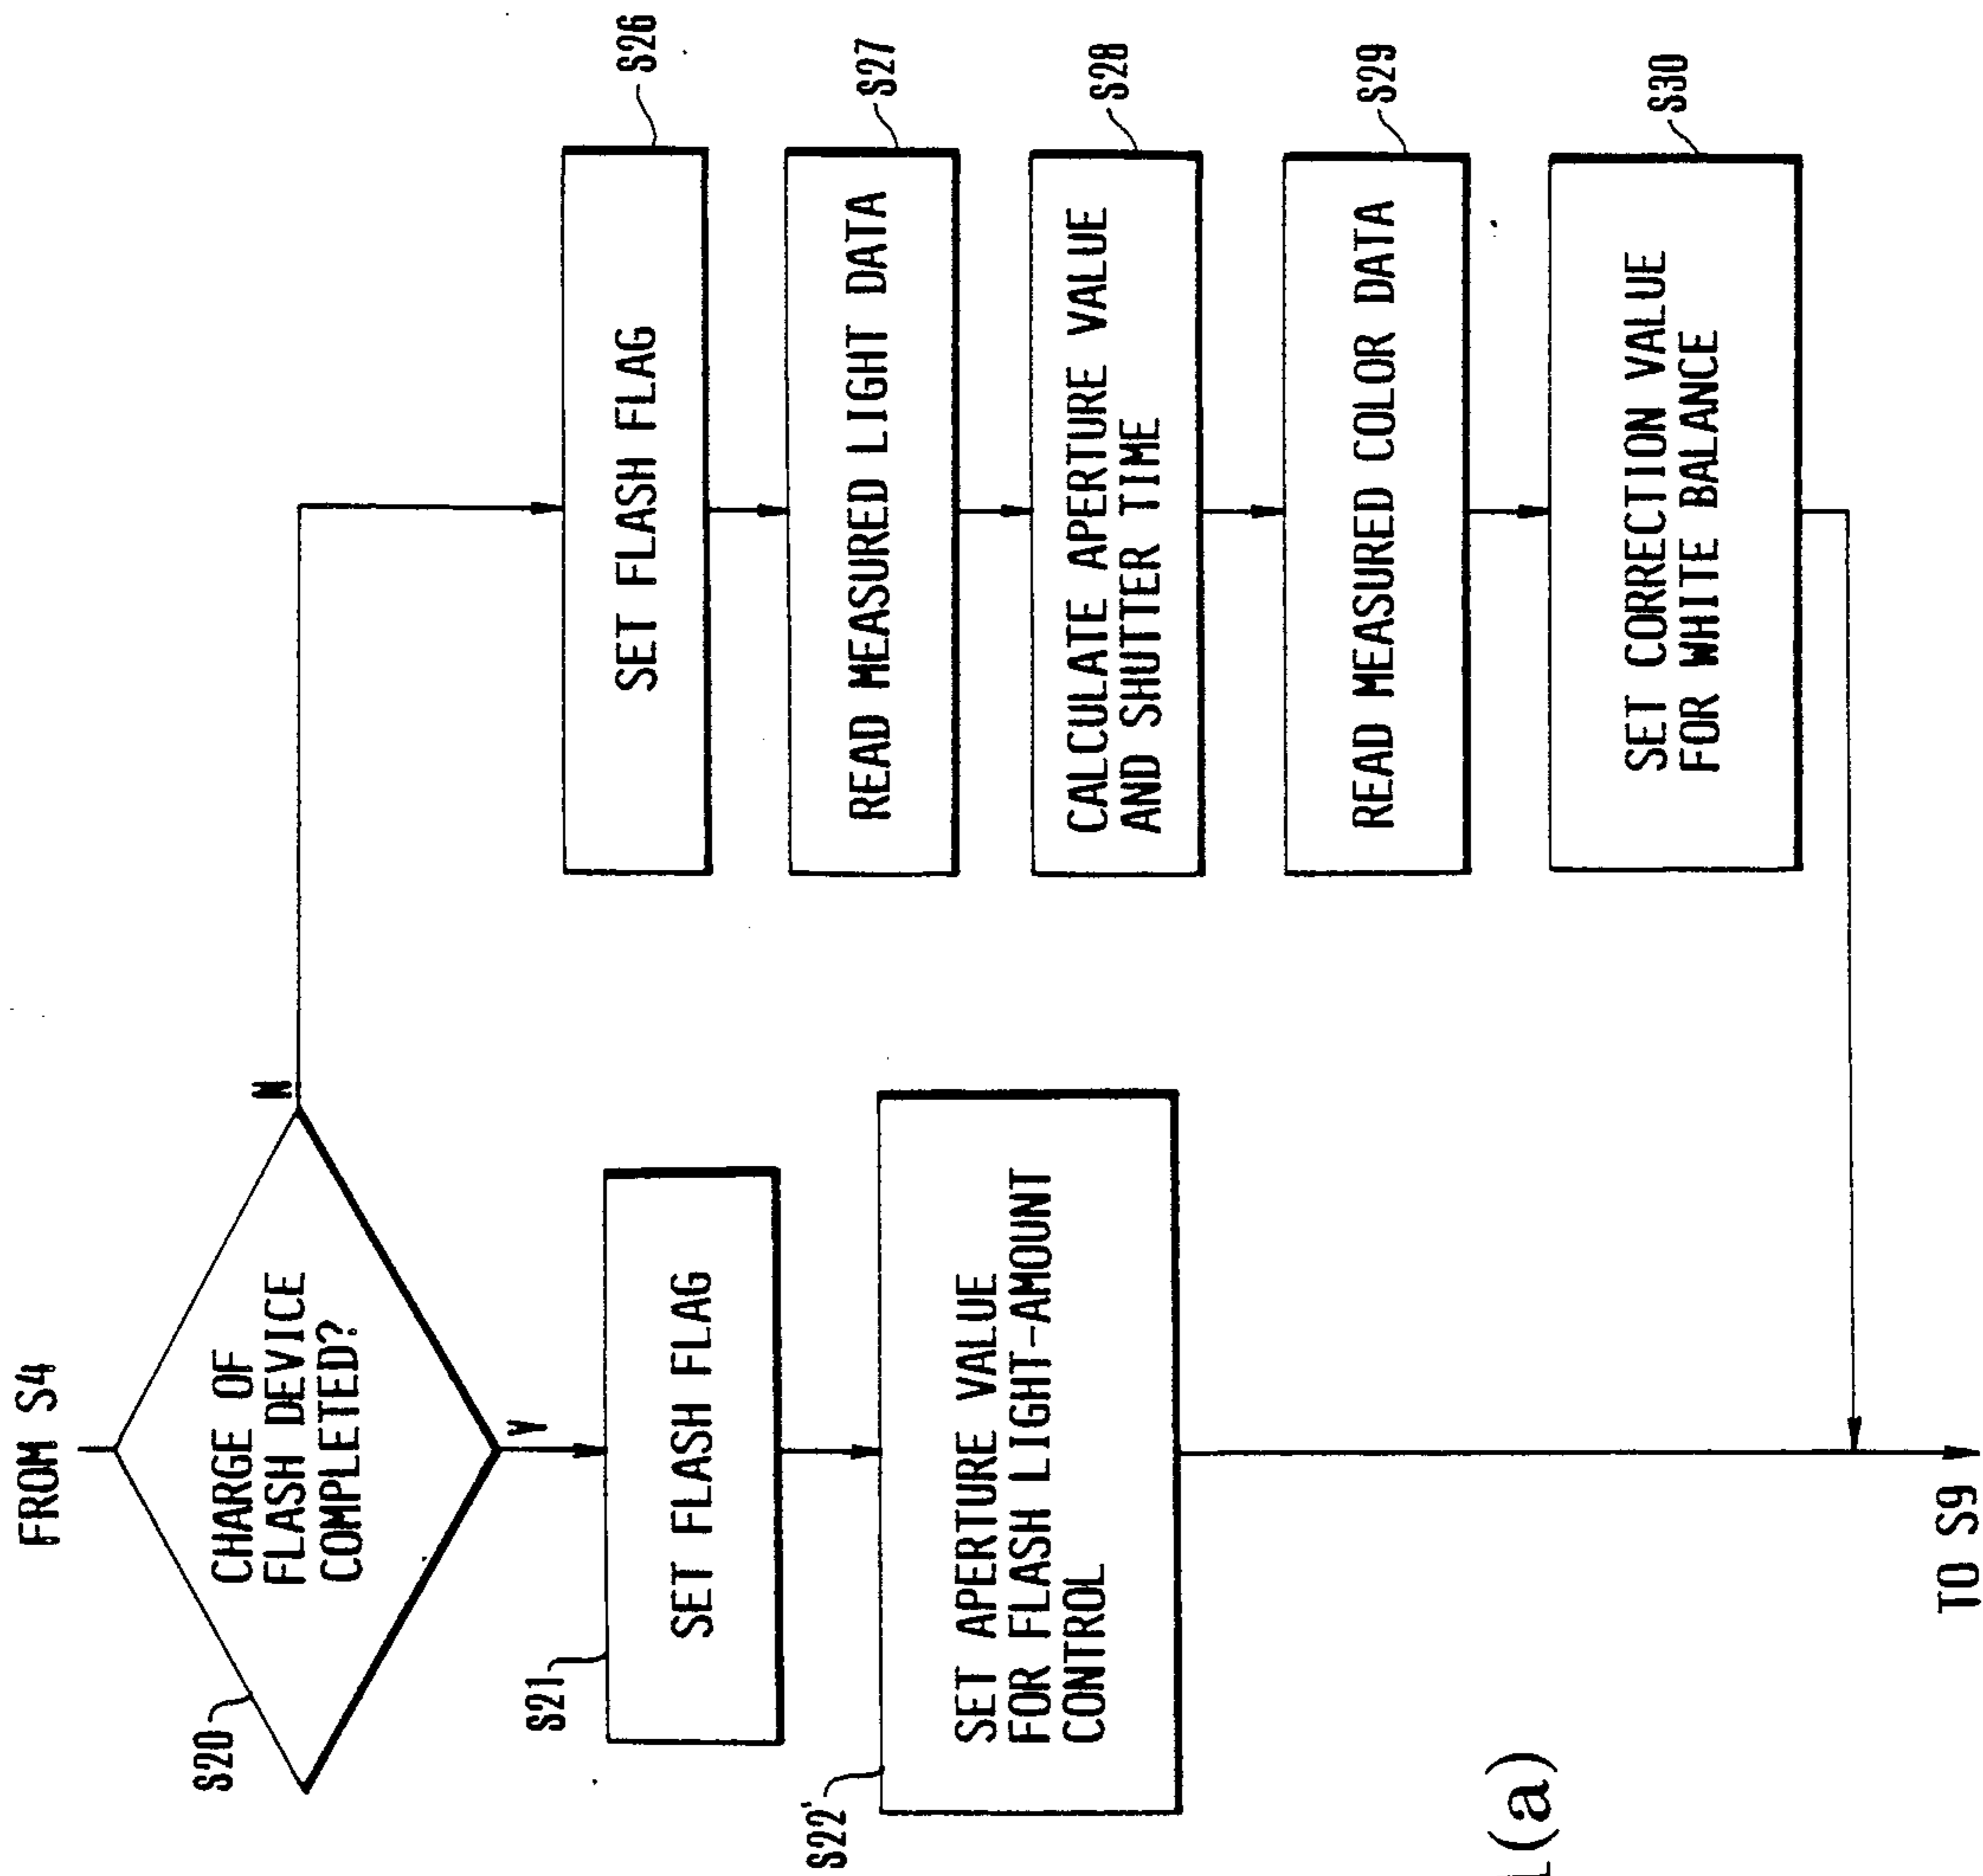 FROM S4
S20
CHARGE OF
FLASH DEVICE
COMPLETED?
N
Y
S21
SET FLASH FLAG
S22'
SET APERTURE VALUE
FOR FLASH LIGHT-AMOUNT
CONTROL
S26
SET FLASH FLAG
S27
READ MEASURED LIGHT DATA
S28
CALCULATE APERTURE VALUE
AND SHUTTER TIME
S29
READ MEASURED COLOR DATA
S30
SET CORRECTION VALUE
FOR WHITE BALANCE
TO S9
(a)